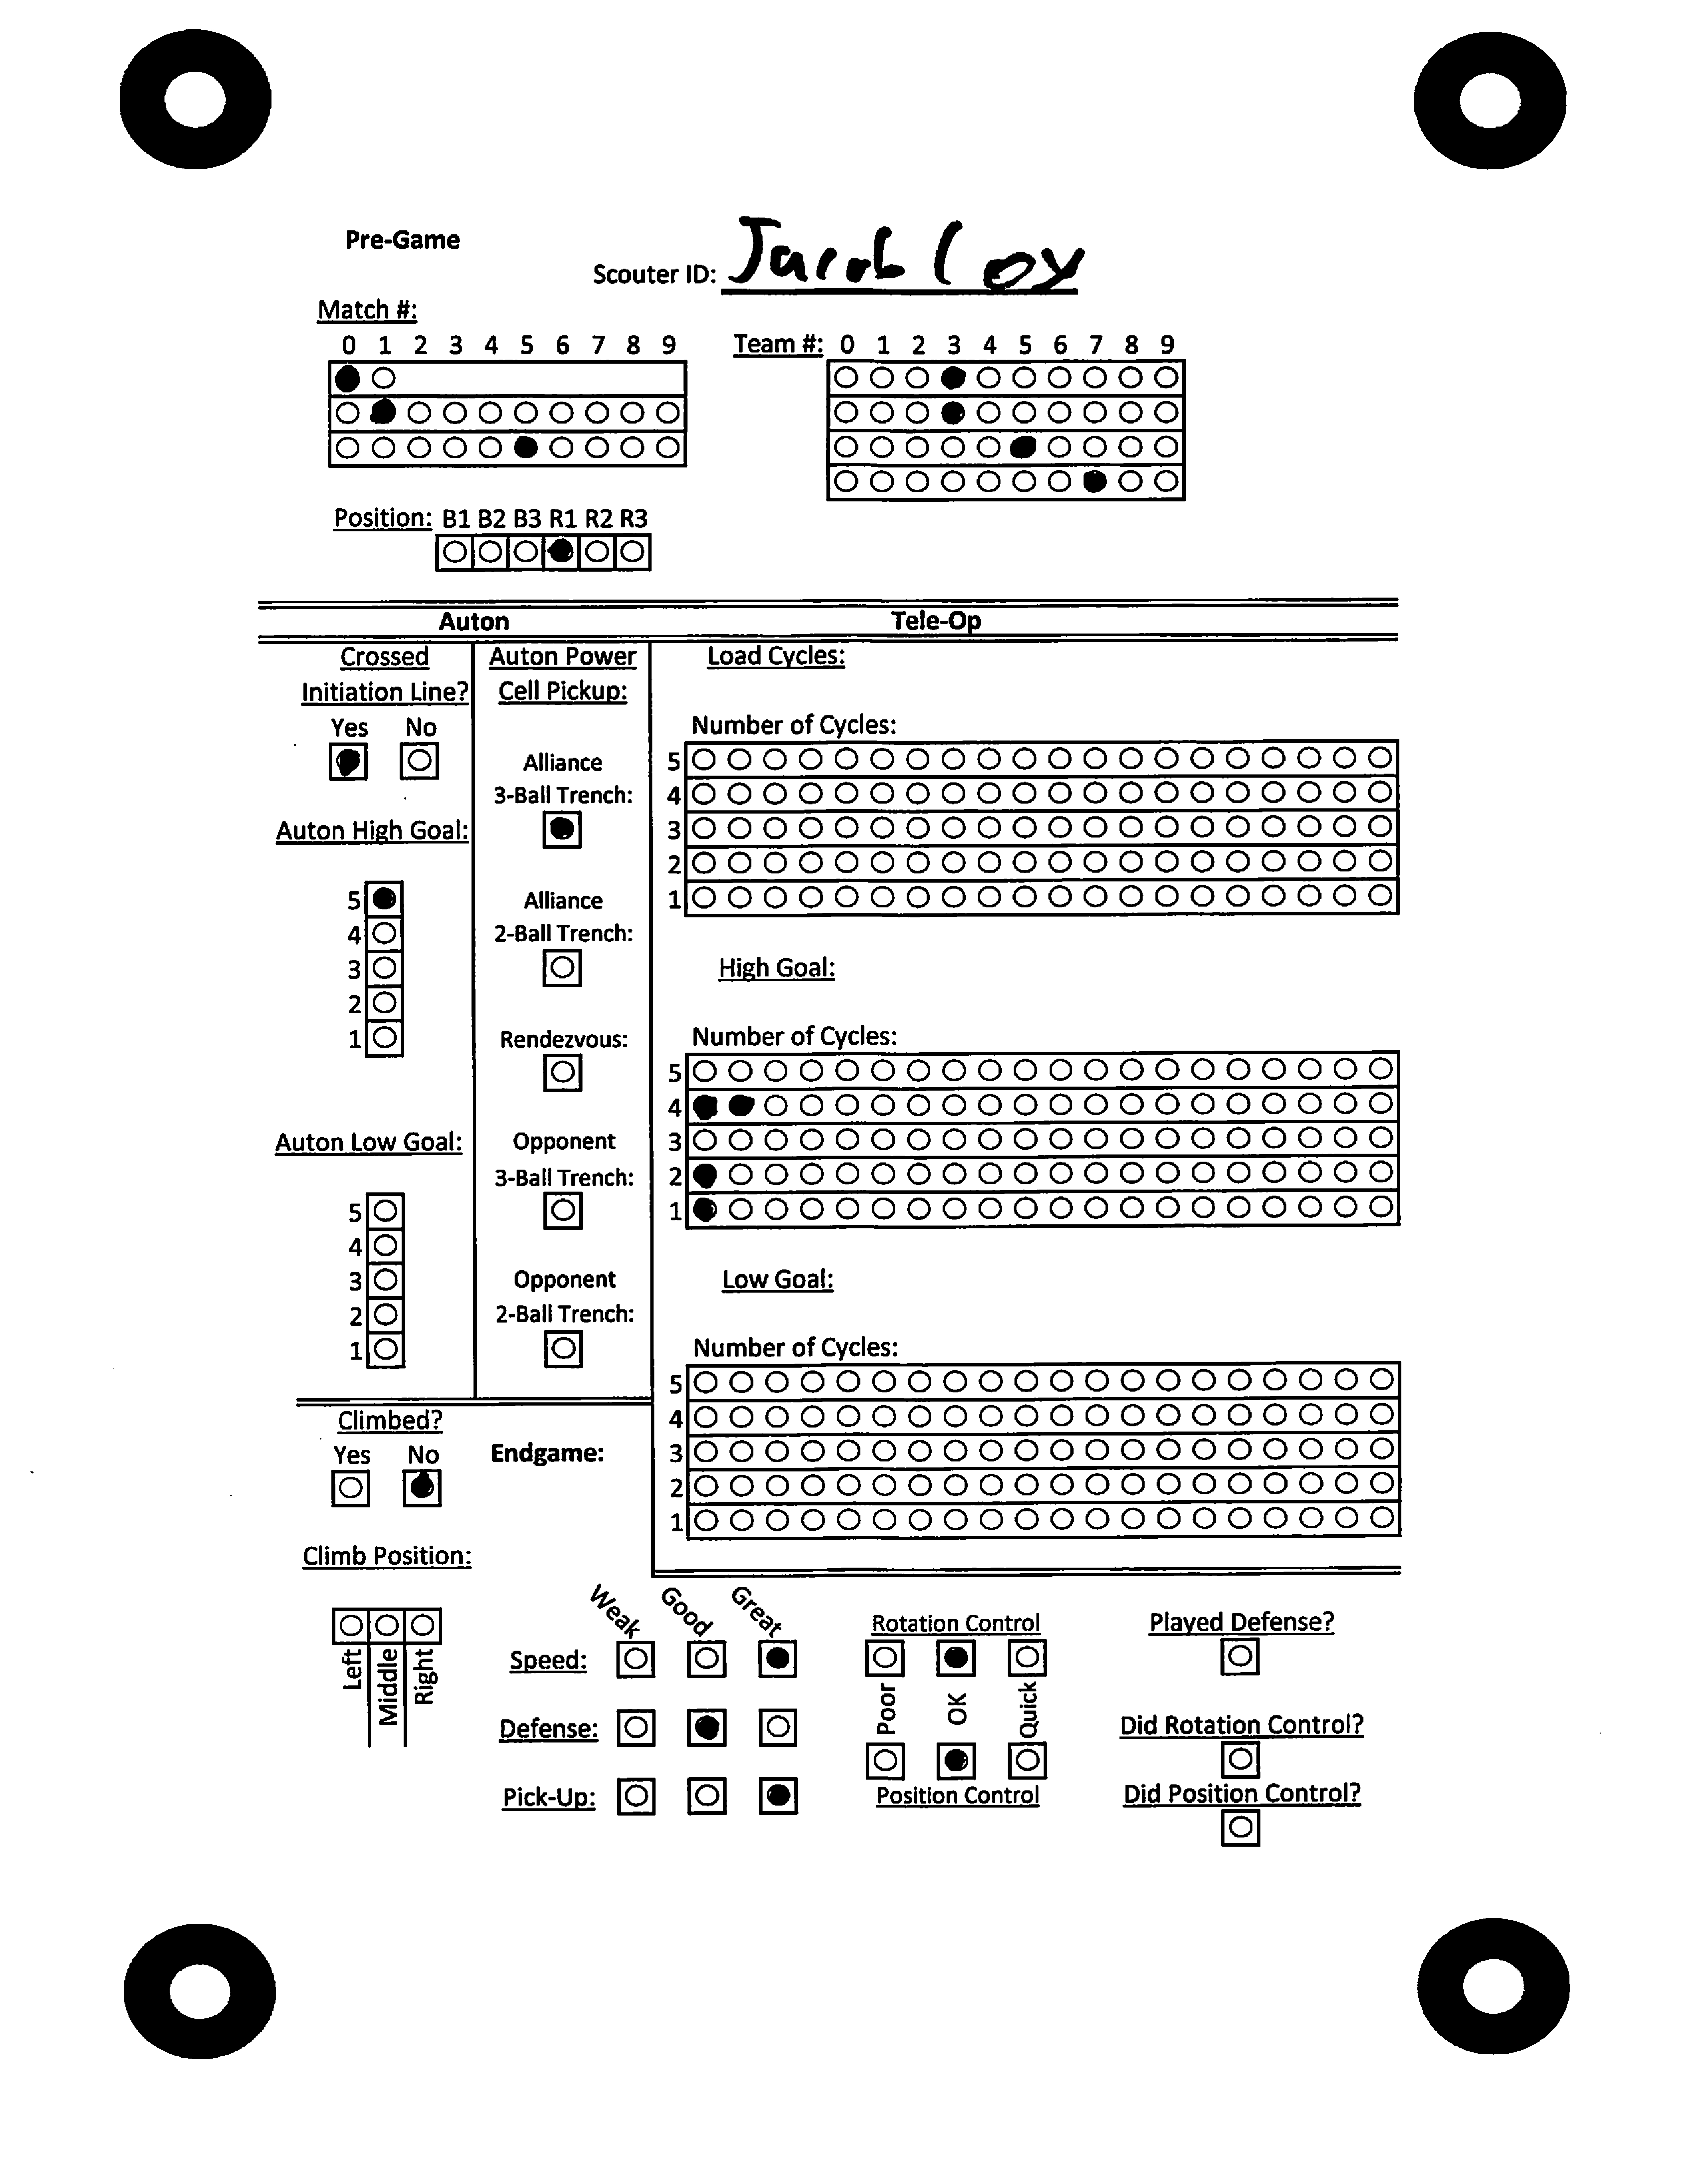 Pre-Game
Scouter ID: Jacob Coy
Match #:
0 1 2 3 4 5 6 7 8 9
Team #: 0 1 2 3 4 5 6 7 8 9
Position: B1 B2 B3 R1 R2 R3
Auton
Tele-Op
Crossed
Initiation Line?
Yes No
Auton High Goal:
5
4
3
2
1
Auton Low Goal:
5
4
3
2
1
Auton Power
Cell Pickup:
Alliance
3-Ball Trench:
Alliance
2-Ball Trench:
Rendezvous:
Opponent
3-Ball Trench:
Opponent
2-Ball Trench:
Load Cycles:
Number of Cycles:
5
4
3
2
1
High Goal:
Number of Cycles:
5
4
3
2
1
Low Goal:
Number of Cycles:
5
4
3
2
1
Climbed?
Yes No
Endgame:
Climb Position:
Left
Middle
Right
Weak Good Great
Speed:
Defense:
Pick-Up:
Rotation Control
Poor OK Quick
Position Control
Played Defense?
Did Rotation Control?
Did Position Control?